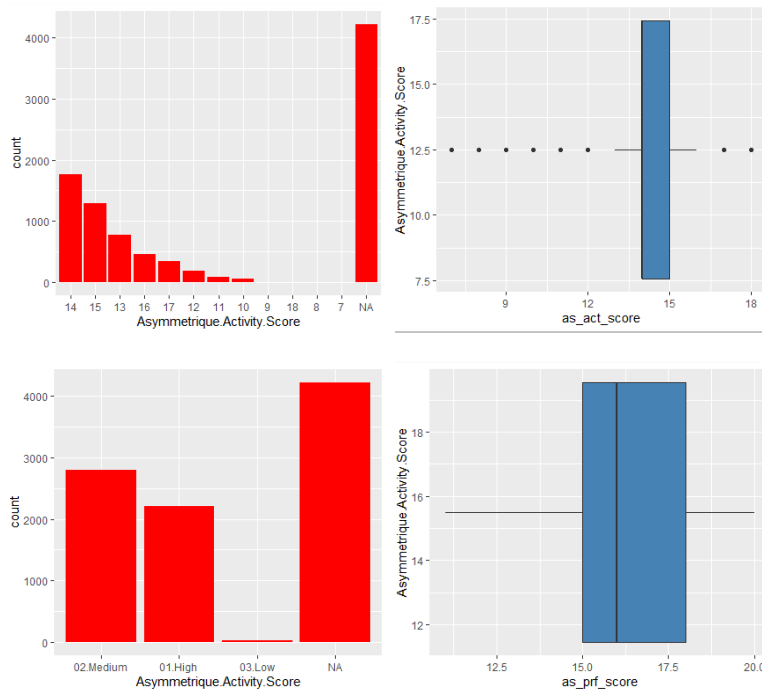 4000
3000
2000
1000
0
count
14 15 13 16 17 12 11 10 9 18 8 7 NA
Asymmetrique.Activity.Score
17.5
15.0
12.5
10.0
7.5
Asymmetrique.Activity.Score
9 12 15 18
as_act_score
4000
3000
2000
1000
0
count
02.Medium 01.High 03.Low NA
Asymmetrique.Activity.Score
18
16
14
12
Asymmetrique.Activity.Score
12.5 15.0 17.5 20.0
as_prf_score